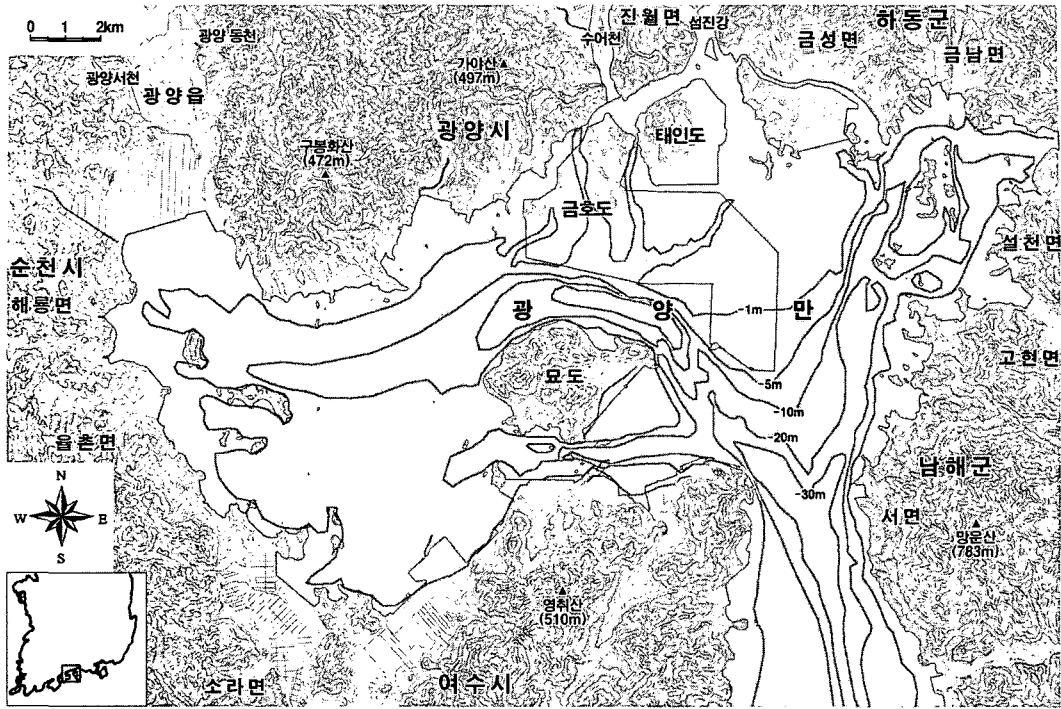 0 1 2km
광양 동천
광양서천
광양읍
가야산
(497m)
구봉화산
(472m)
광양시
수어천
진월면
섬진강
하동군
금성면
금남면
태인도
금호도
순천시
해룡면
율촌면
광양만
묘도
-1m
-5m
-10m
-20m
-30m
설천면
고현면
남해군
서면
망운산
(783m)
영취산
(510m)
여수시
소라면
N
W E
S